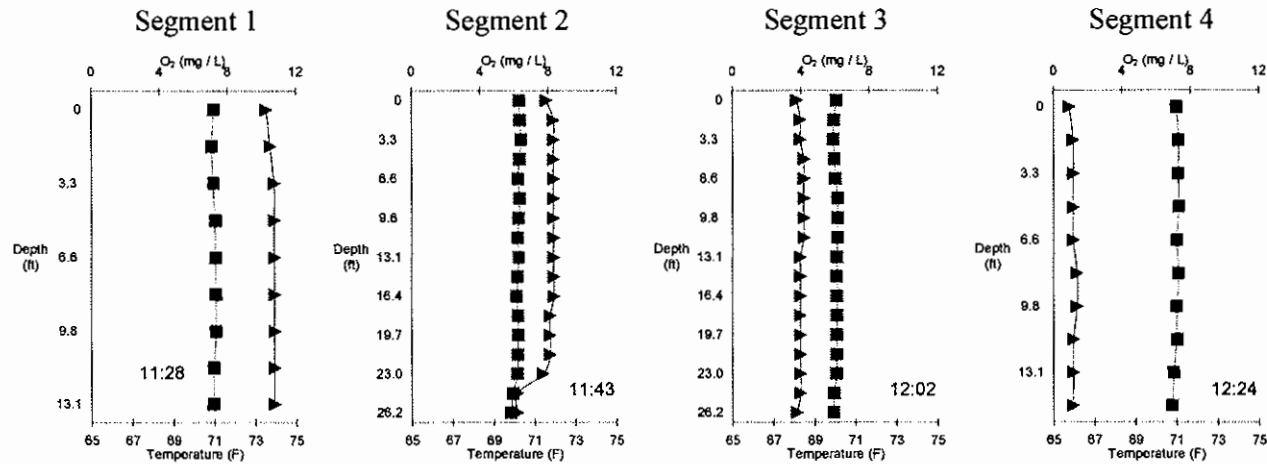 Segment 1
O₂ (mg / L)
0 4 8 12
0
3.3
6.6
9.8
13.1
Depth
(ft)
11:28
65 67 69 71 73 75
Temperature (F)
Segment 2
O₂ (mg / L)
0 4 8 12
0
3.3
6.6
9.8
13.1
16.4
19.7
23.0
26.2
Depth
(ft)
11:43
65 67 69 71 73 75
Temperature (F)
Segment 3
O₂ (mg / L)
0 4 8 12
0
3.3
6.6
9.8
13.1
16.4
19.7
23.0
26.2
Depth
(ft)
12:02
65 67 69 71 73 75
Temperature (F)
Segment 4
O₂ (mg / L)
0 4 8 12
0
3.3
6.6
9.8
13.1
Depth
(ft)
12:24
65 67 69 71 73 75
Temperature (F)